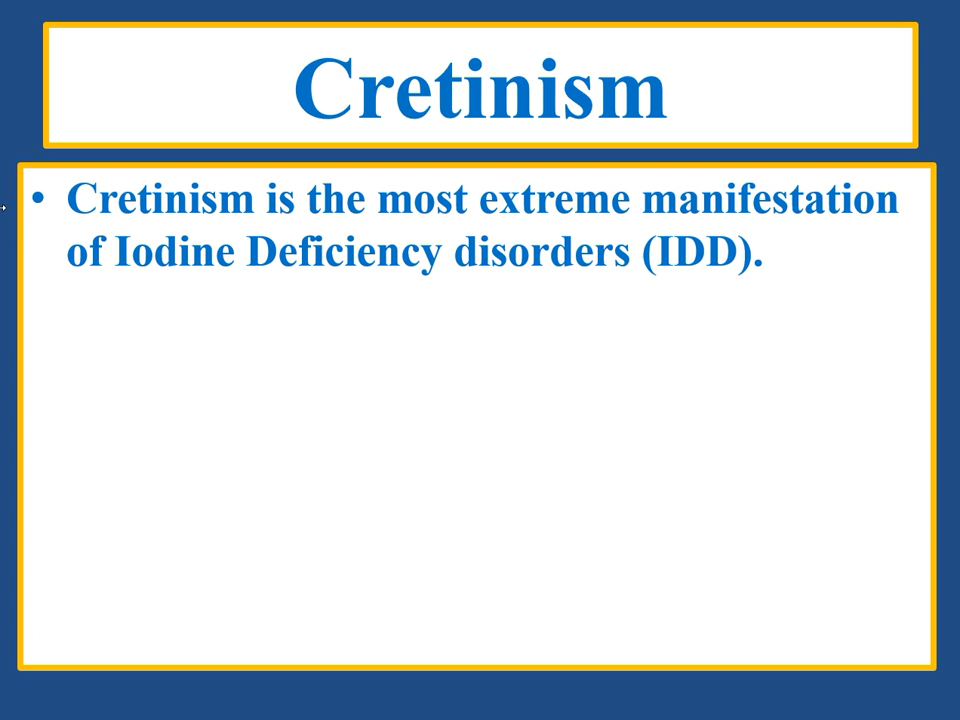 Cretinism
• Cretinism is the most extreme manifestation
of Iodine Deficiency disorders (IDD).